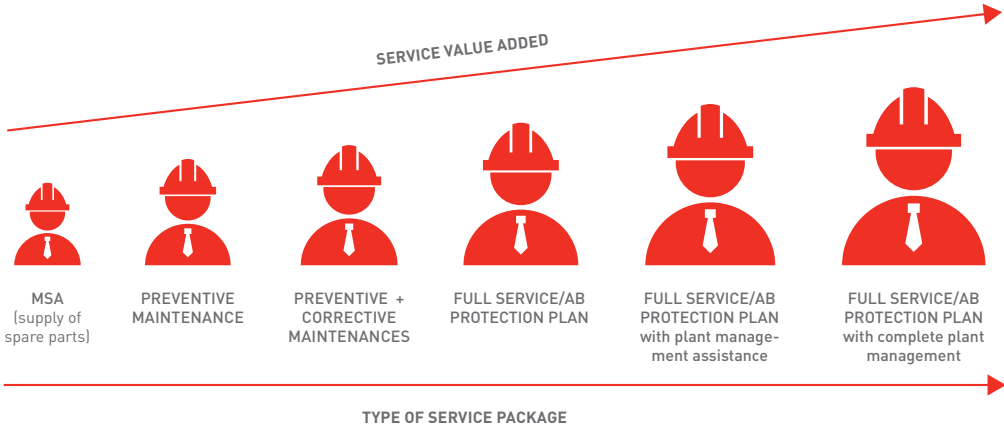 SERVICE VALUE ADDED
MSA
(supply of
spare parts)
PREVENTIVE
MAINTENANCE
PREVENTIVE +
CORRECTIVE
MAINTENANCES
FULL SERVICE/AB
PROTECTION PLAN
FULL SERVICE/AB
PROTECTION PLAN
with plant manage-
ment assistance
FULL SERVICE/AB
PROTECTION PLAN
with complete plant
management
TYPE OF SERVICE PACKAGE